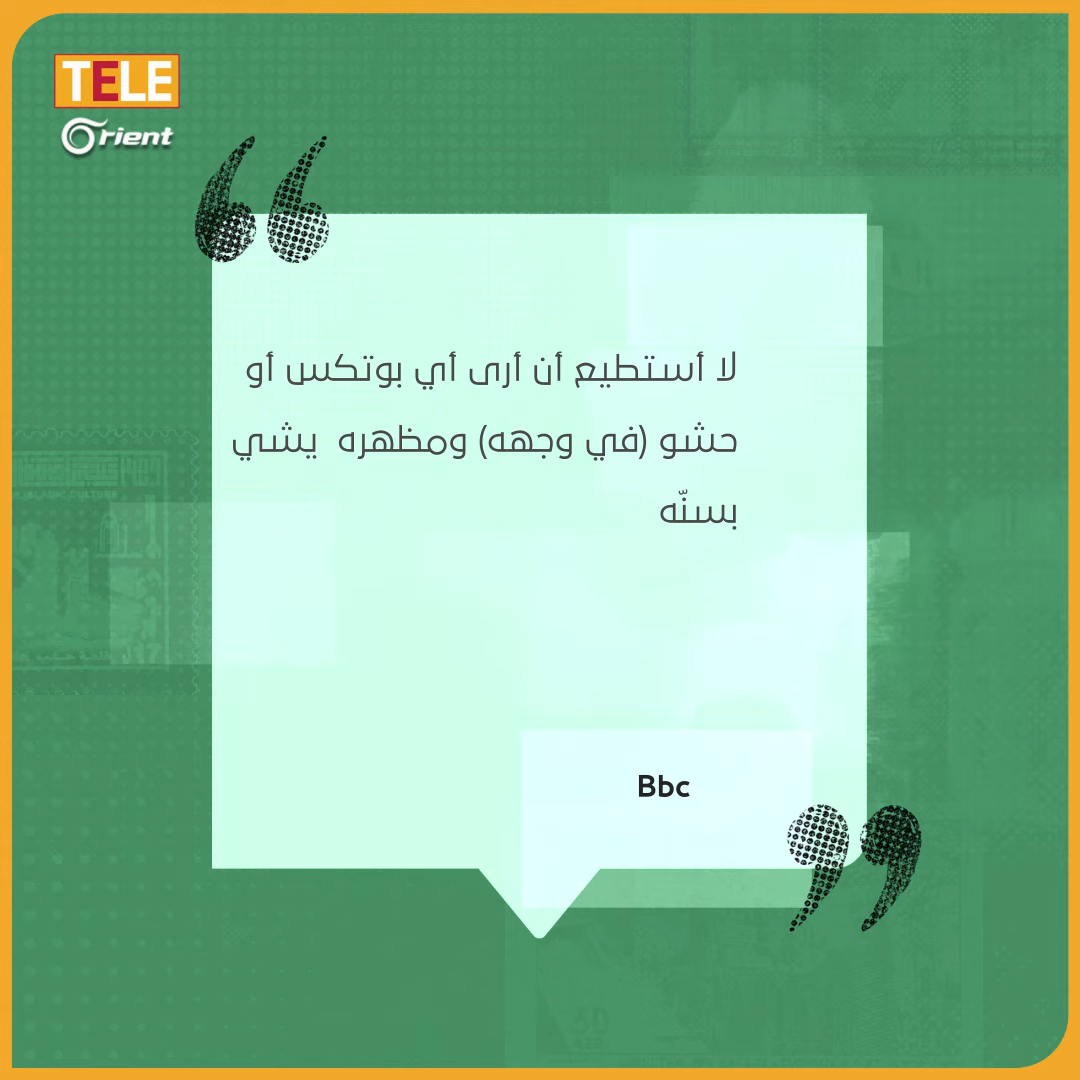 TELE
Orient
لا أستطيع أن أرى أي بوتكس أو
حشو (في وجهه) ومظهره يشي
بسنّه
Bbc